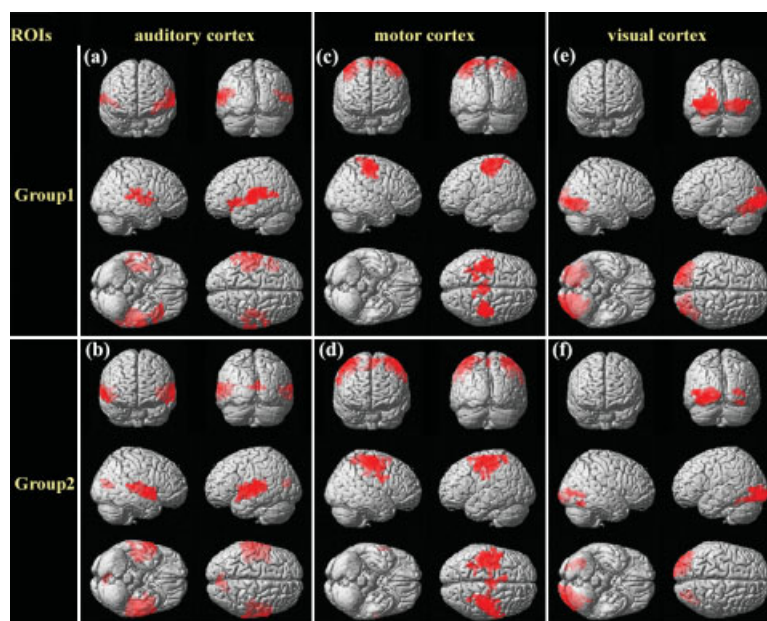 ROIs auditory cortex motor cortex visual cortex
(a) (c) (e)
Group1
(b) (d) (f)
Group2